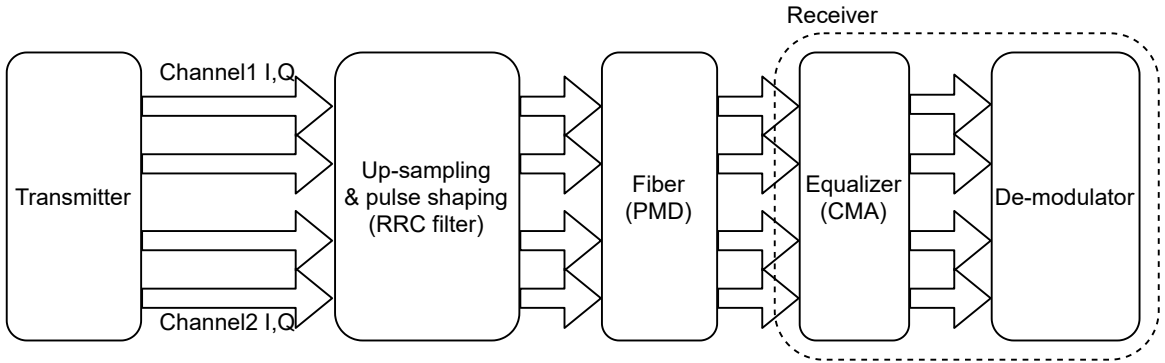 Receiver
Channel1 I,Q
Transmitter
Up-sampling
& pulse shaping
(RRC filter)
Fiber
(PMD)
Equalizer
(CMA)
De-modulator
Channel2 I,Q